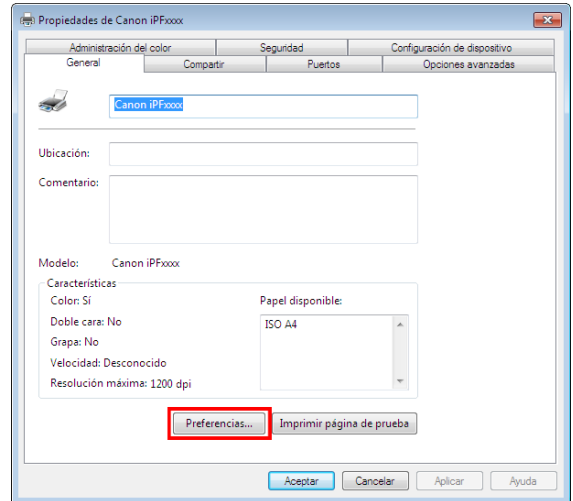 Propiedades de Canon iPFxxxx
Administración del color Seguridad Configuración de dispositivo
General Compartir Puertos Opciones avanzadas
Canon iPFxxxx
Ubicación:
Comentario:
Modelo: Canon iPFxxxx
Características
Color: Sí Papel disponible:
Doble cara: No ISO A4
Grapa: No
Velocidad: Desconocido
Resolución máxima: 1200 dpi
Preferencias... Imprimir página de prueba
Aceptar Cancelar Aplicar Ayuda